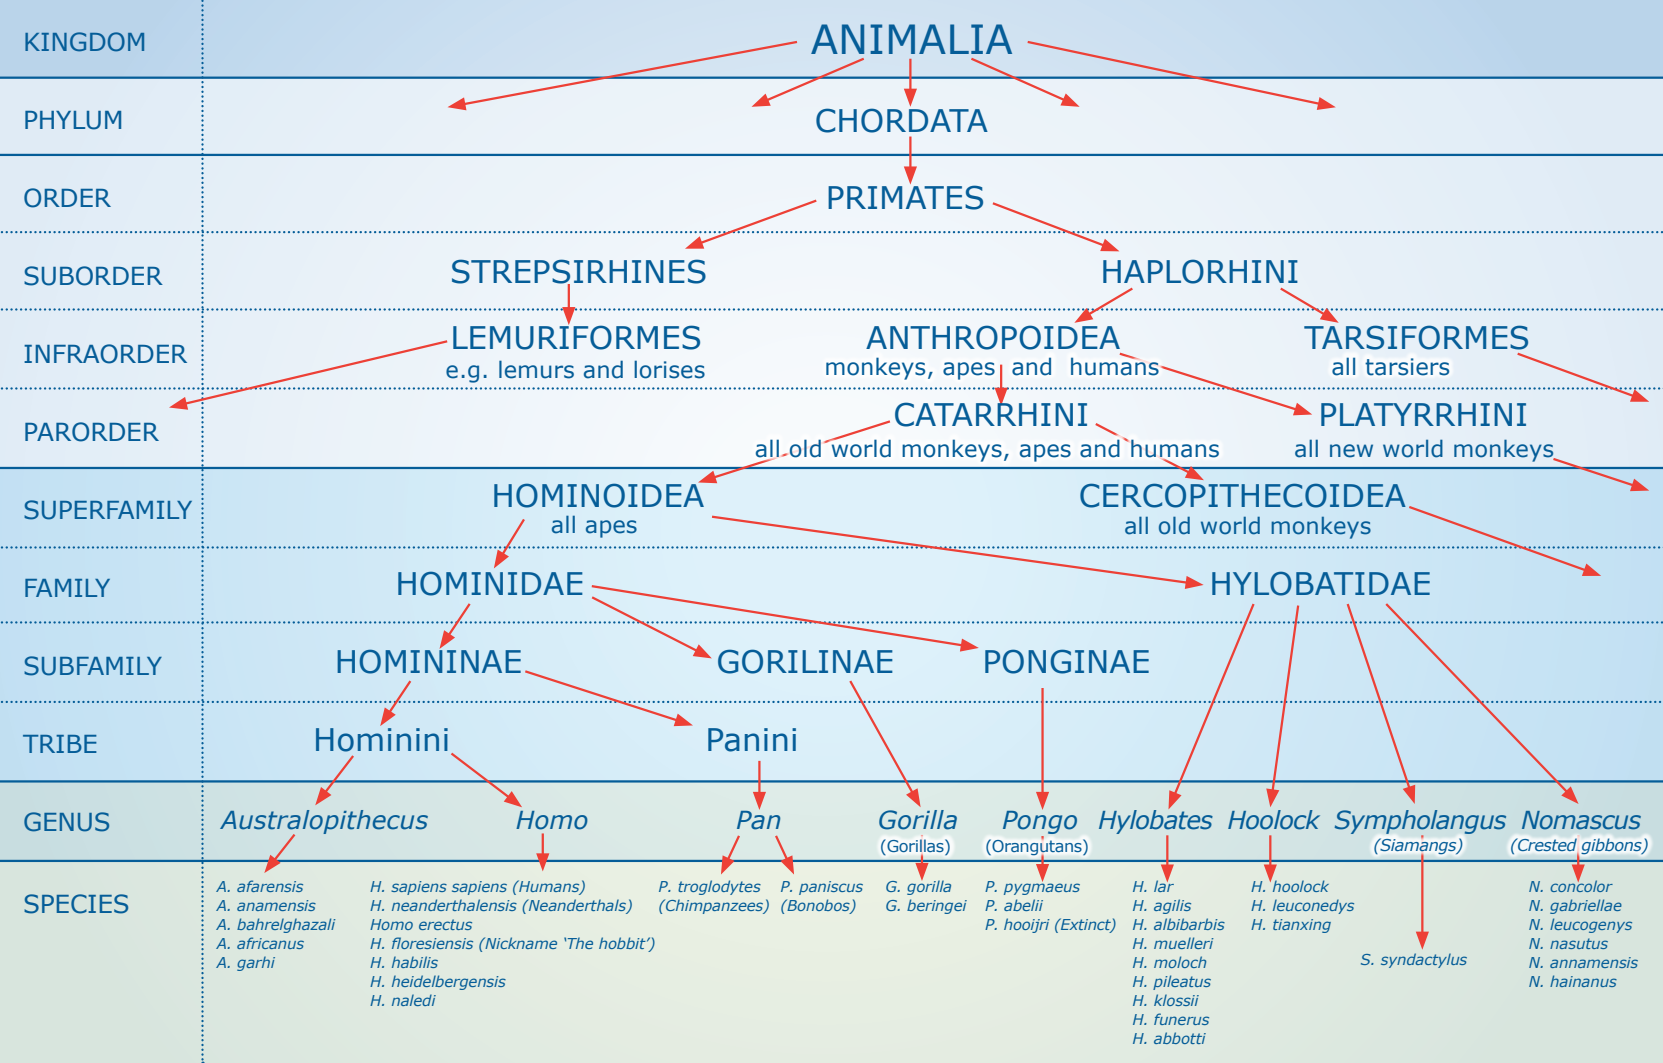 KINGDOM
ANIMALIA
PHYLUM
CHORDATA
ORDER
PRIMATES
SUBORDER
STREPSIRHINES
HAPLORHINI
INFRAORDER
LEMURIFORMES
e.g. lemurs and lorises
ANTHROPOIDEA
monkeys, apes and humans
TARSIFORMES
all tarsiers
PARORDER
CATARRHINI
all old world monkeys, apes and humans
PLATYRRHINI
all new world monkeys
SUPERFAMILY
HOMINOIDEA
all apes
CERCOPITHECOIDEA
all old world monkeys
FAMILY
HOMINIDAE
HYLOBATIDAE
SUBFAMILY
HOMININAE
GORILINAE
PONGINAE
TRIBE
Hominini
Panini
GENUS
Australopithecus
Homo
Pan
Gorilla
(Gorillas)
Pongo
(Orangutans)
Hylobates
Hoolock
Sympholangus
(Siamangs)
Nomascus
(Crested gibbons)
SPECIES
A. afarensis
A. anamensis
A. bahrelghazali
A. africanus
A. garhi
H. sapiens sapiens (Humans)
H. neanderthalensis (Neanderthals)
Homo erectus
H. floresiensis (Nickname ‘The hobbit’)
H. habilis
H. heidelbergensis
H. naledi
P. troglodytes
(Chimpanzees)
P. paniscus
(Bonobos)
G. gorilla
G. beringei
P. pygmaeus
P. abelii
P. hooijri (Extinct)
H. lar
H. agilis
H. albibarbis
H. muelleri
H. moloch
H. pileatus
H. klossii
H. funerus
H. abbotti
H. hoolock
H. leuconedys
H. tianxing
S. syndactylus
N. concolor
N. gabriellae
N. leucogenys
N. nasutus
N. annamensis
N. hainanus